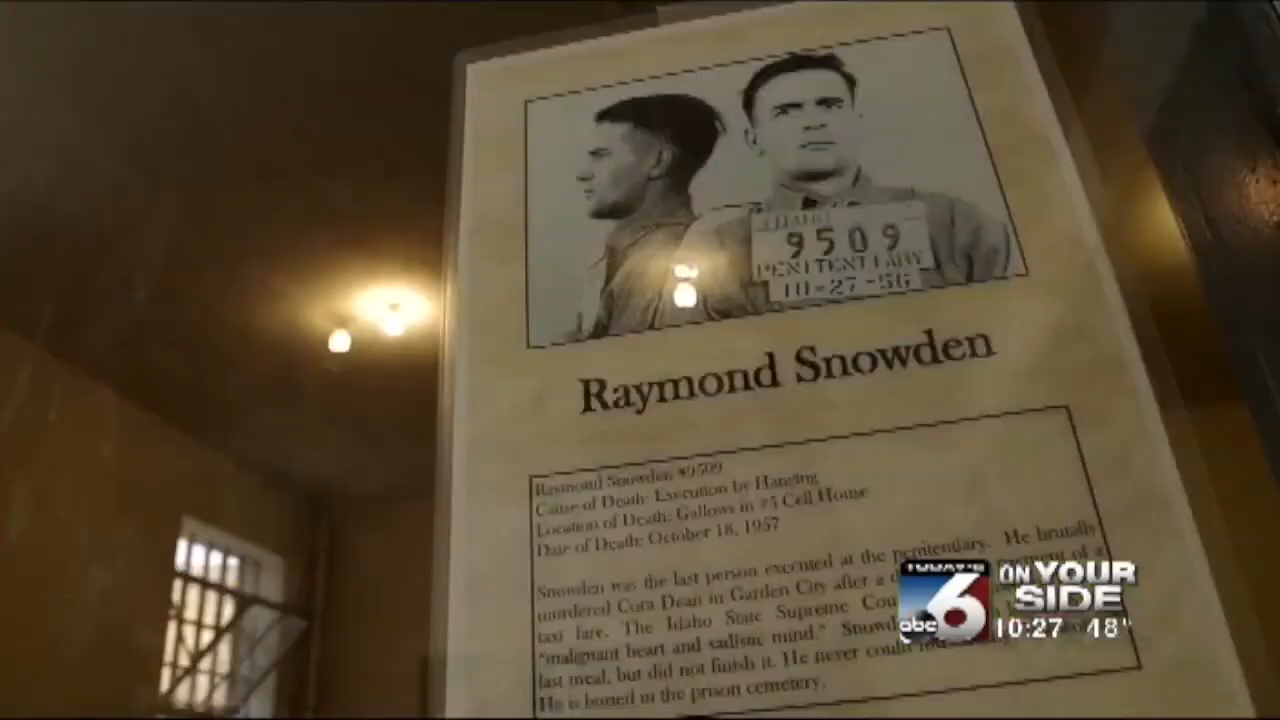 IDAHO
9509
PENITENTIARY
10-27-56
Raymond Snowden
Raymond Snowden #9509
Cause of Death: Execution by Hanging
Location of Death: Gallows in #5 Cell House
Date of Death: October 18, 1957
Snowden was the last person executed at the penitentiary. He brutally
murdered Cora Dean in Garden City after a of a
taxi fare. The Idaho State Supreme
"malignant heart and sadistic mind."
last meal, but did not finish it. He never could
He is buried in the prison cemetery.
TODAY'S
6
abc
ON YOUR
SIDE
10:27 48°